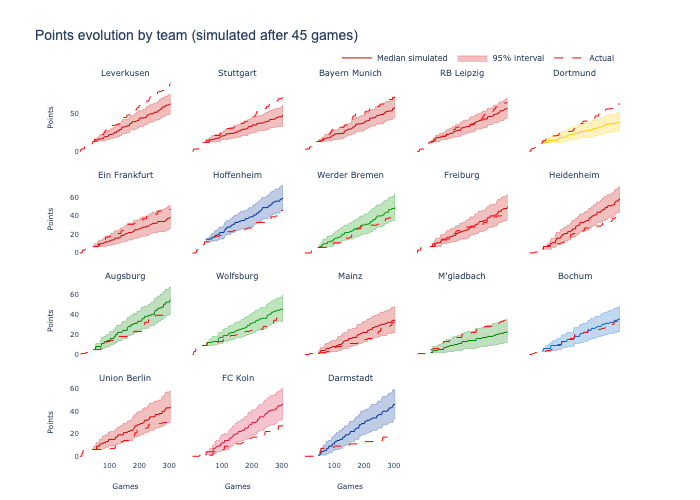 Points evolution by team (simulated after 45 games)
Median simulated 95% interval Actual
Leverkusen Stuttgart Bayern Munich RB Leipzig Dortmund
Points
50
0
Ein Frankfurt Hoffenheim Werder Bremen Freiburg Heidenheim
Points
60
40
20
0
Augsburg Wolfsburg Mainz M'gladbach Bochum
Points
60
40
20
0
Union Berlin FC Koln Darmstadt
Points
60
40
20
0
100 200 300 100 200 300 100 200 300
Games Games Games